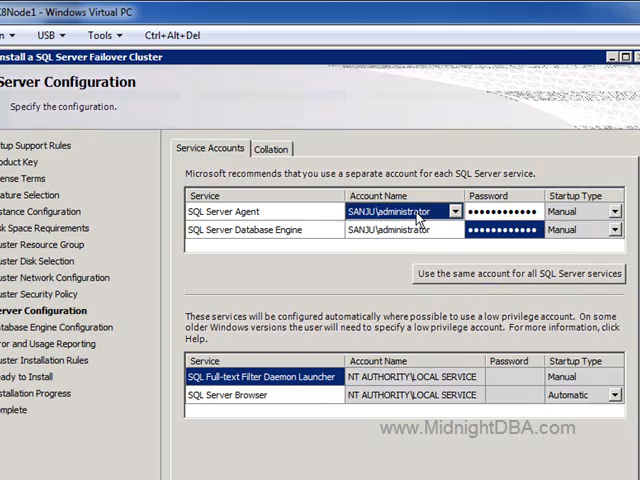 8Node1 - Windows Virtual PC
USB Tools Ctrl+Alt+Del
nstall a SQL Server Failover Cluster
Server Configuration
Specify the configuration.
tup Support Rules
oduct Key
ense Terms
ature Selection
stance Configuration
sk Space Requirements
uster Resource Group
uster Disk Selection
uster Network Configuration
uster Security Policy
erver Configuration
atabase Engine Configuration
rror and Usage Reporting
uster Installation Rules
eady to Install
stallation Progress
omplete
Service Accounts Collation
Microsoft recommends that you use a separate account for each SQL Server service.
Service Account Name Password Startup Type
SQL Server Agent SANJU\administrator ●●●●●●●●●●●● Manual
SQL Server Database Engine SANJU\administrator ●●●●●●●●●●●● Manual
Use the same account for all SQL Server services
These services will be configured automatically where possible to use a low privilege account. On some
older Windows versions the user will need to specify a low privilege account. For more information, click
Help.
Service Account Name Password Startup Type
SQL Full-text Filter Daemon Launcher NT AUTHORITY\LOCAL SERVICE Manual
SQL Server Browser NT AUTHORITY\LOCAL SERVICE Automatic
www.MidnightDBA.com